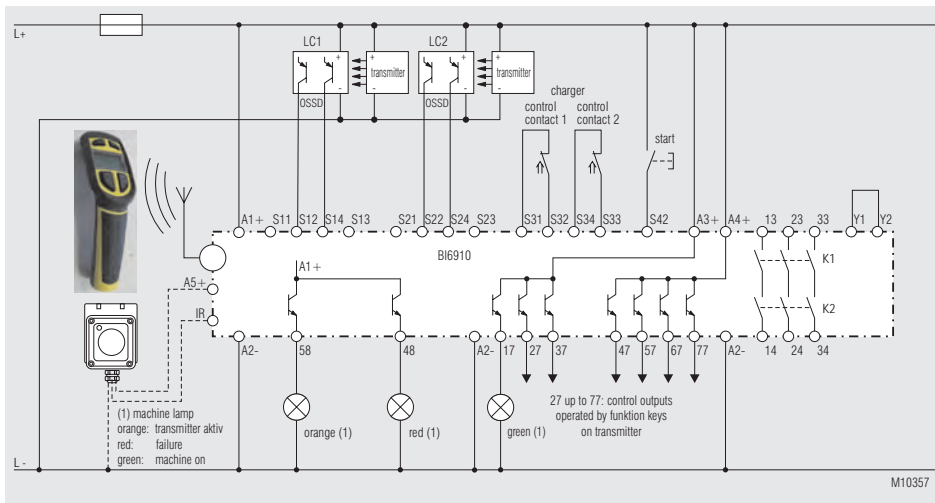 L+
LC1
LC2
+
+
+
+
transmitter
transmitter
-
-
-
-
OSSD
OSSD
charger
control
contact 1
control
contact 2
start
A1+
S11
S12
S14
S13
S21
S22
S24
S23
S31
S32
S34
S33
S42
A3+
A4+
13
23
33
Y1
Y2
BI6910
A1+
K1
A5+
IR
K2
A2-
58
48
A2-
17
27
37
47
57
67
77
A2-
14
24
34
(1) machine lamp
orange: transmitter aktiv
red: failure
green: machine on
orange (1)
red (1)
green (1)
27 up to 77: control outputs
operated by funktion keys
on transmitter
L -
M10357